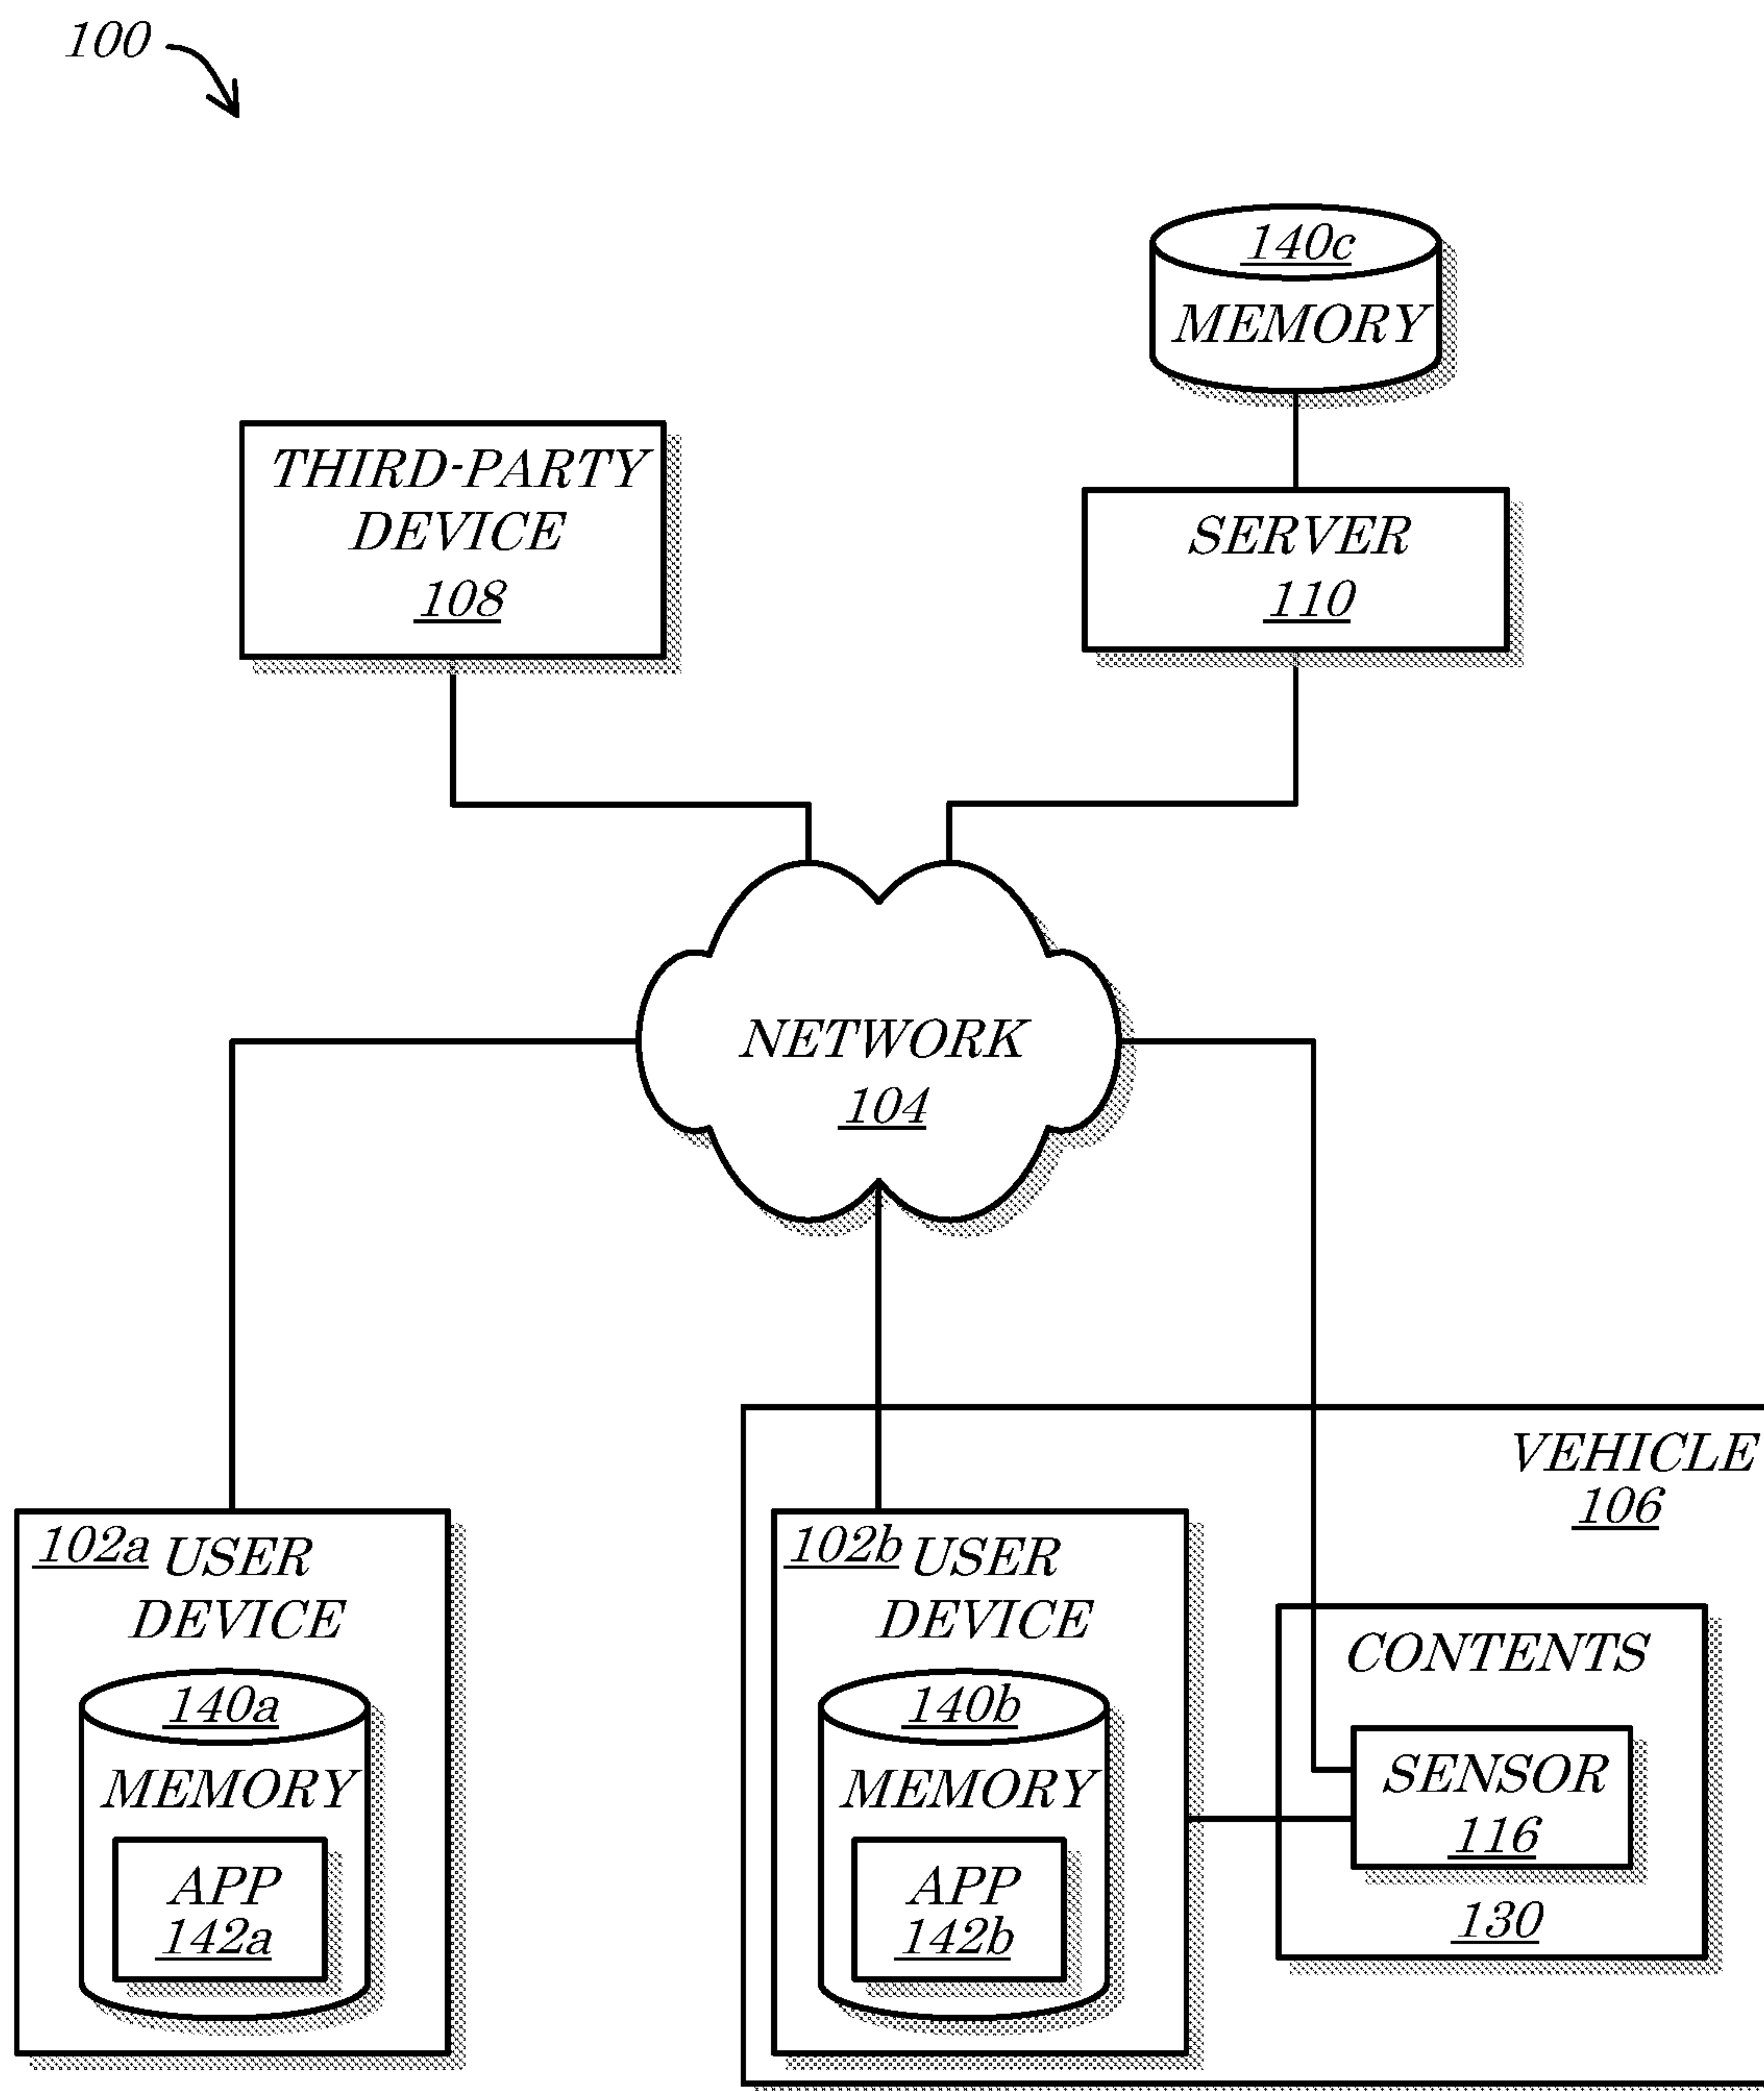 100
140c
MEMORY
THIRD-PARTY
DEVICE
108
SERVER
110
NETWORK
104
VEHICLE
106
102a USER
DEVICE
140a
MEMORY
APP
142a
102b USER
DEVICE
140b
MEMORY
APP
142b
CONTENTS
SENSOR
116
130